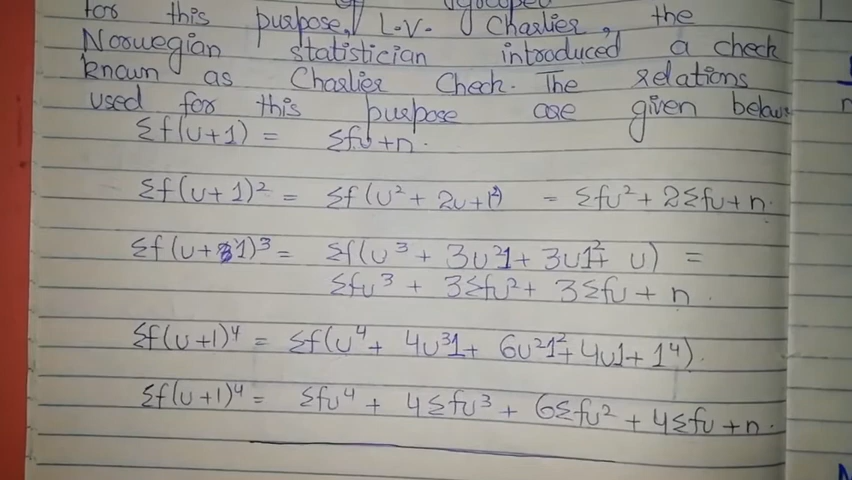 for this purpose, L.V. Charlier, the
Norwegian statistician introduced a check
known as Charlier Check. The relations
used for this purpose are given below
Σf(u+1) = Σfu+n.
Σf(u+1)² = Σf(u² + 2u+1²) = Σfu² + 2Σfu+n.
Σf(u+1)³ = Σf(u³ + 3u²1 + 3u1² + u) =
Σfu³ + 3Σfu² + 3Σfu + n.
Σf(u+1)⁴ = Σf(u⁴ + 4u³1 + 6u²1² + 4u1 + 1⁴).
Σf(u+1)⁴ = Σfu⁴ + 4Σfu³ + 6Σfu² + 4Σfu + n.